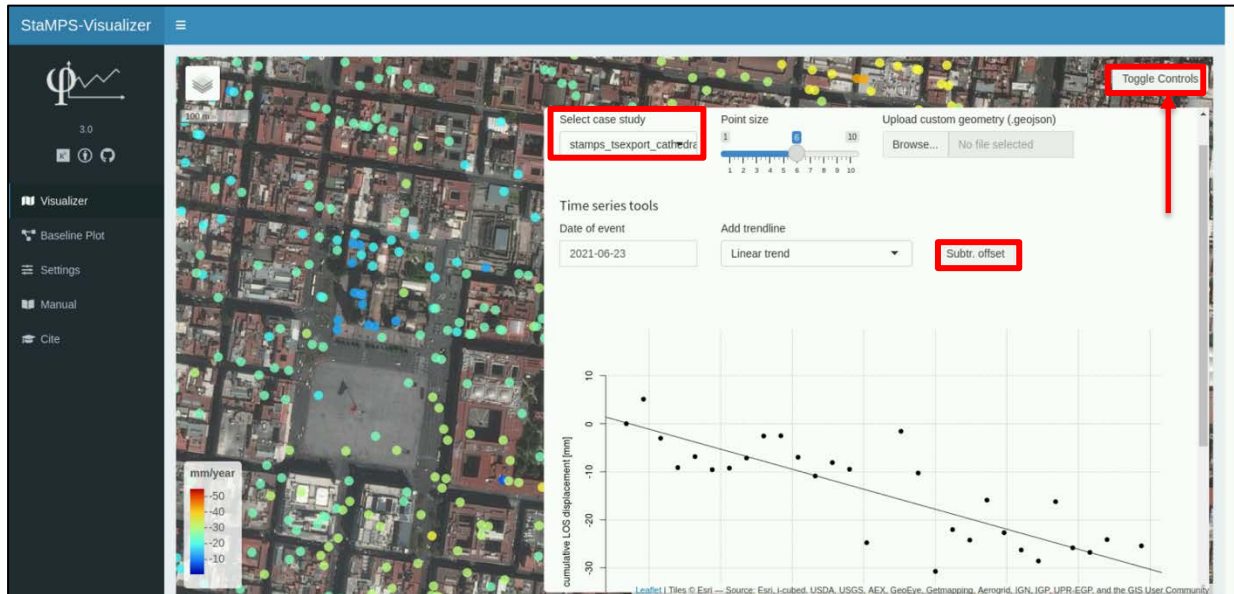 StaMPS-Visualizer
3.0
Visualizer
Baseline Plot
Settings
Manual
Cite
100 m
Toggle Controls
Select case study
stamps_tsexport_cathedra
Point size
1
6
10
1 2 3 4 5 6 7 8 9 10
Upload custom geometry (.geojson)
Browse...
No file selected
Time series tools
Date of event
2021-06-23
Add trendline
Linear trend
Subtr. offset
cumulative LOS displacement [mm]
10
0
-10
-20
-30
mm/year
-50
-40
-30
-20
-10
Leaflet | Tiles © Esri — Source: Esri, i-cubed, USDA, USGS, AEX, GeoEye, Getmapping, Aerogrid, IGN, IGP, UPR-EGP, and the GIS User Community